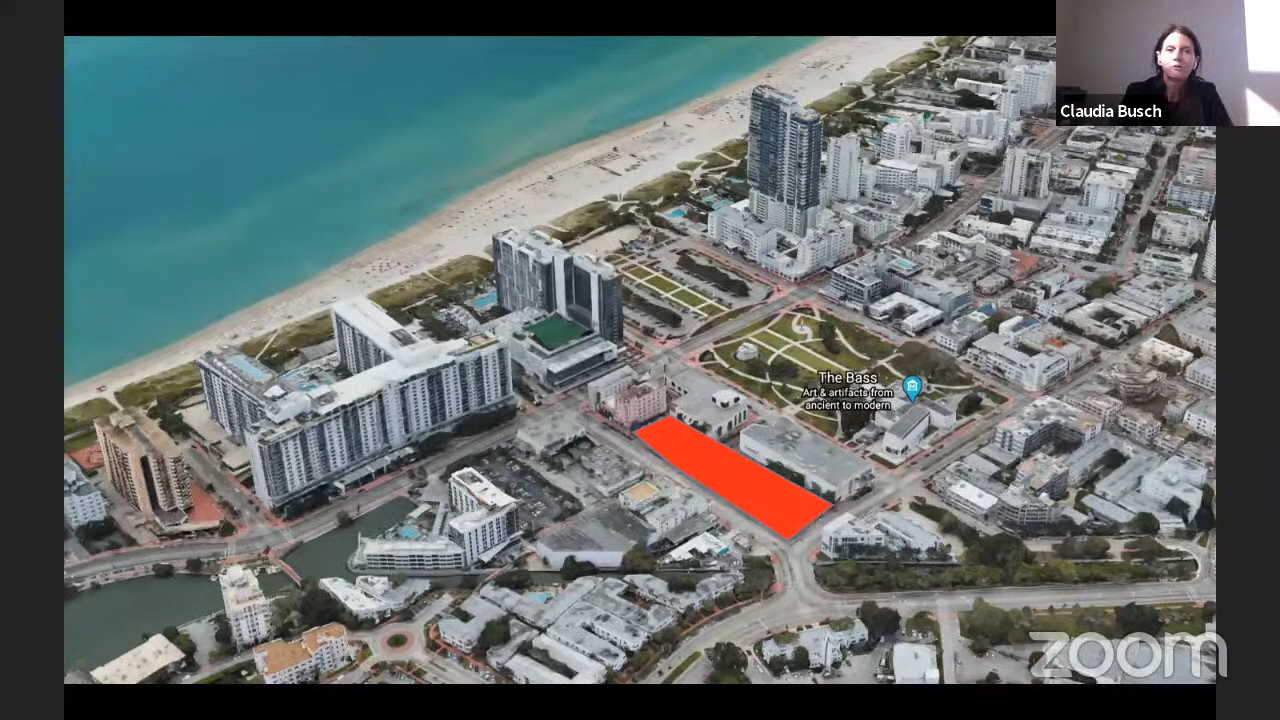 Claudia Busch
The Bass
Art & artifacts from
ancient to modern
zoom